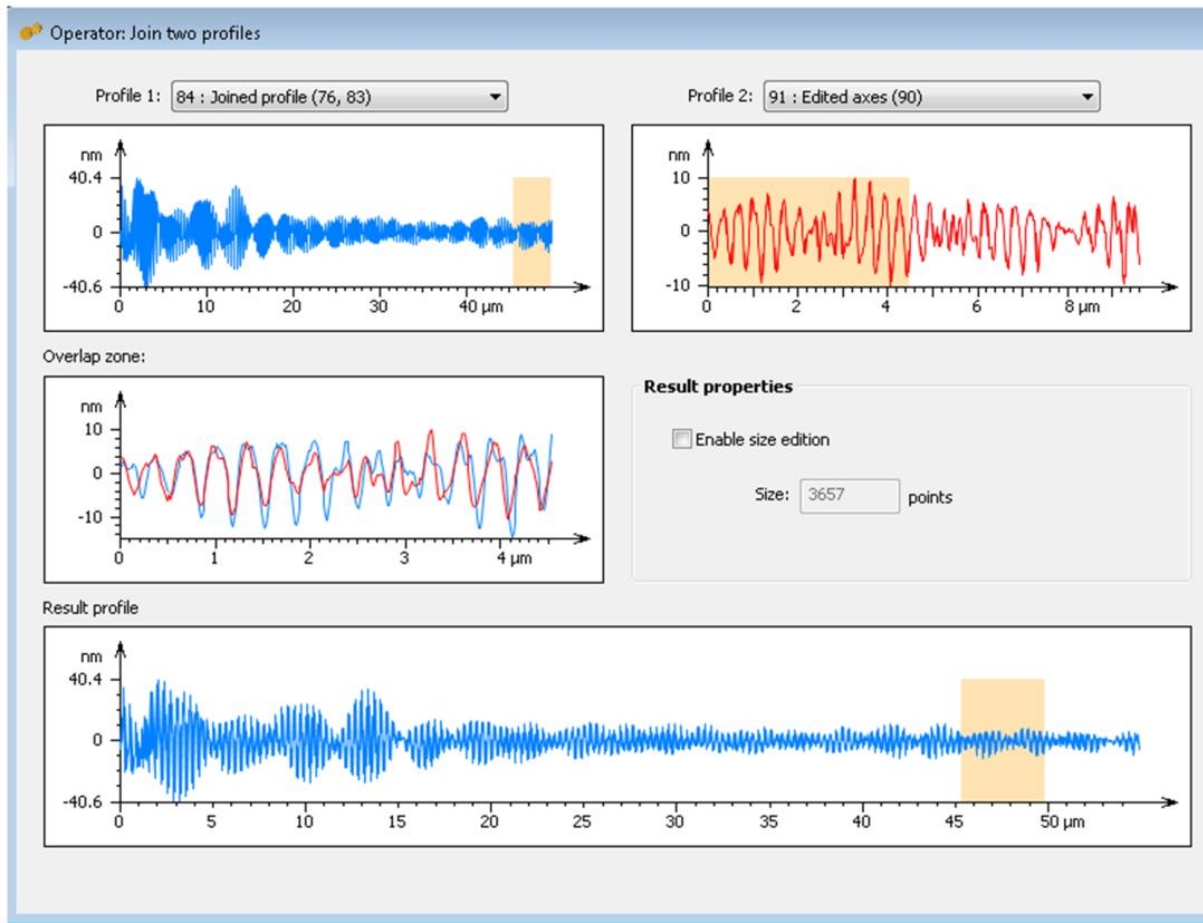 Operator: Join two profiles
Profile 1: 84 : Joined profile (76, 83)
Profile 2: 91 : Edited axes (90)
nm
40.4
0
-40.6
0 10 20 30 40 µm
nm
10
0
-10
0 2 4 6 8 µm
Overlap zone:
nm
10
0
-10
0 1 2 3 4 µm
Result properties
Enable size edition
Size: 3657 points
Result profile
nm
40.4
0
-40.6
0 5 10 15 20 25 30 35 40 45 50 µm